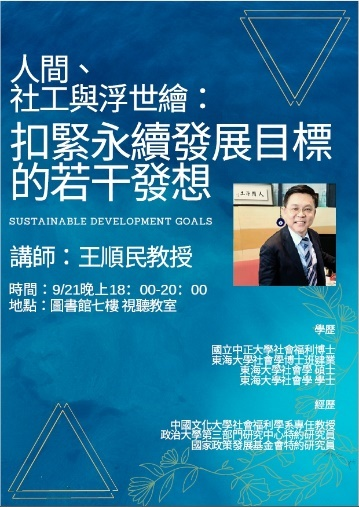 人間、
社工與浮世繪：
扣緊永續發展目標
的若干發想
SUSTAINABLE DEVELOPMENT GOALS
講師：王順民教授
時間：9/21晚上18：00-20：00
地點：圖書館七樓 視聽教室
學歷
國立中正大學社會福利博士
東海大學社會學博士班肄業
東海大學社會學 碩士
東海大學社會學 學士
經歷
中國文化大學社會福利學系專任教授
政治大學第三部門研究中心特約研究員
國家政策發展基金會特約研究員